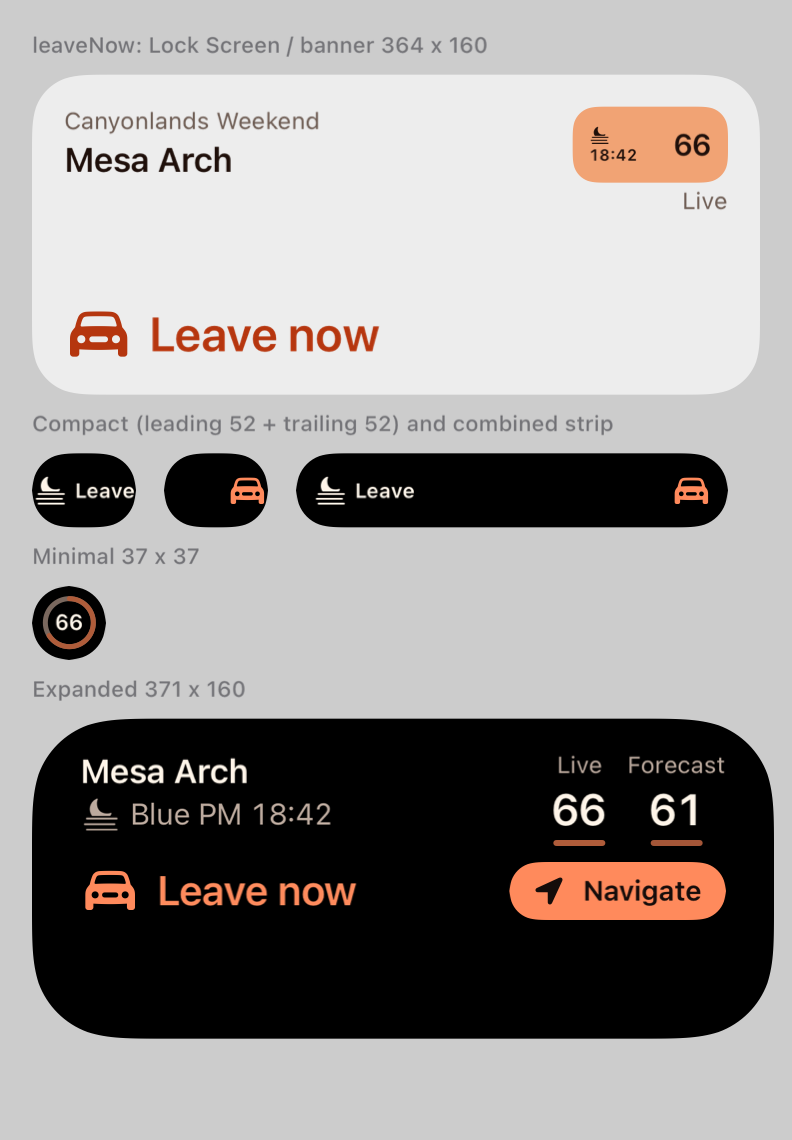 leaveNow: Lock Screen / banner 364 x 160
Canyonlands Weekend
Mesa Arch
18:42
66
Live
Leave now
Compact (leading 52 + trailing 52) and combined strip
Leave
Leave
Minimal 37 x 37
66
Expanded 371 x 160
Mesa Arch
Blue PM 18:42
Live Forecast
66 61
Leave now
Navigate